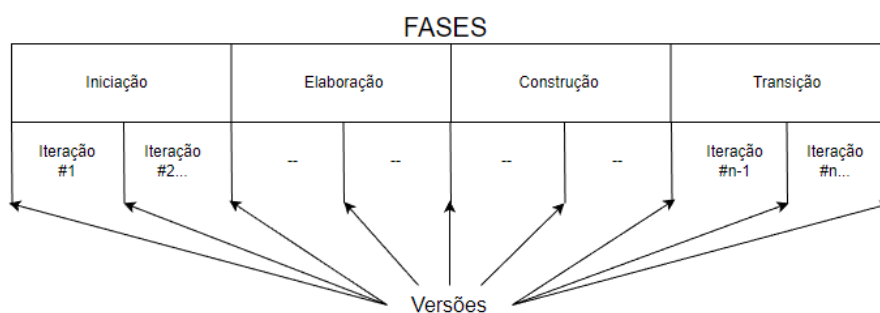 FASES
Iniciação
Elaboração
Construção
Transição
Iteração
#1
Iteração
#2...
--
--
--
--
Iteração
#n-1
Iteração
#n...
Versões